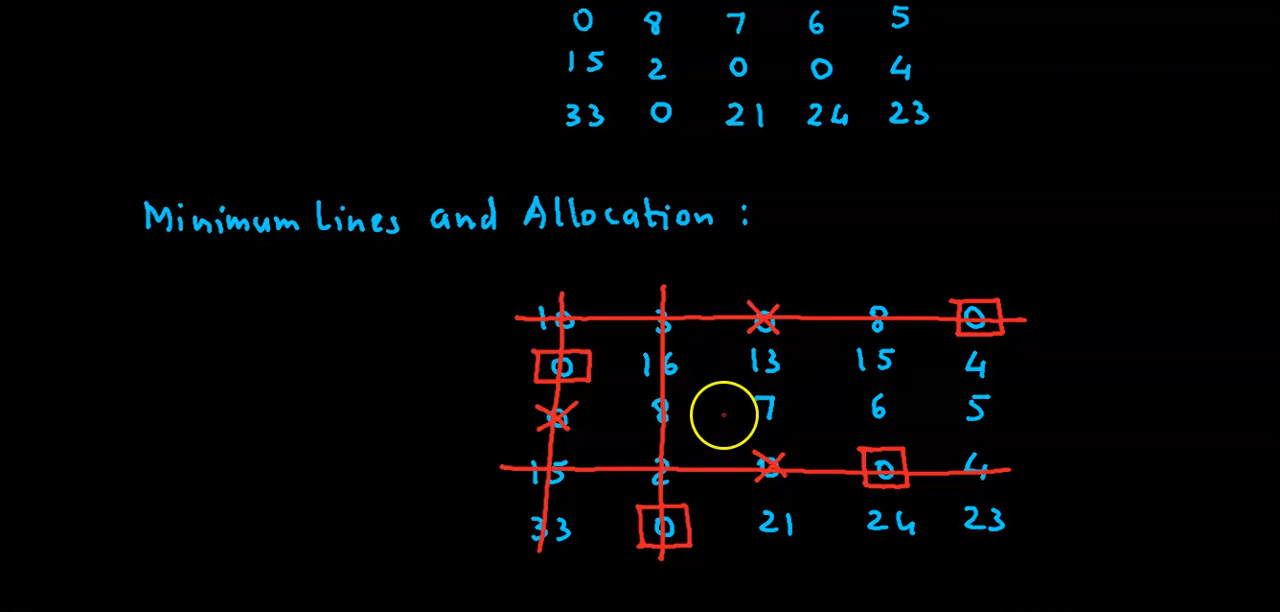 0 8 7 6 5
15 2 0 0 4
33 0 21 24 23
Minimum Lines and Allocation :
10 3 0 8 0
0 16 13 15 4
0 8 7 6 5
15 2 0 0 4
33 0 21 24 23